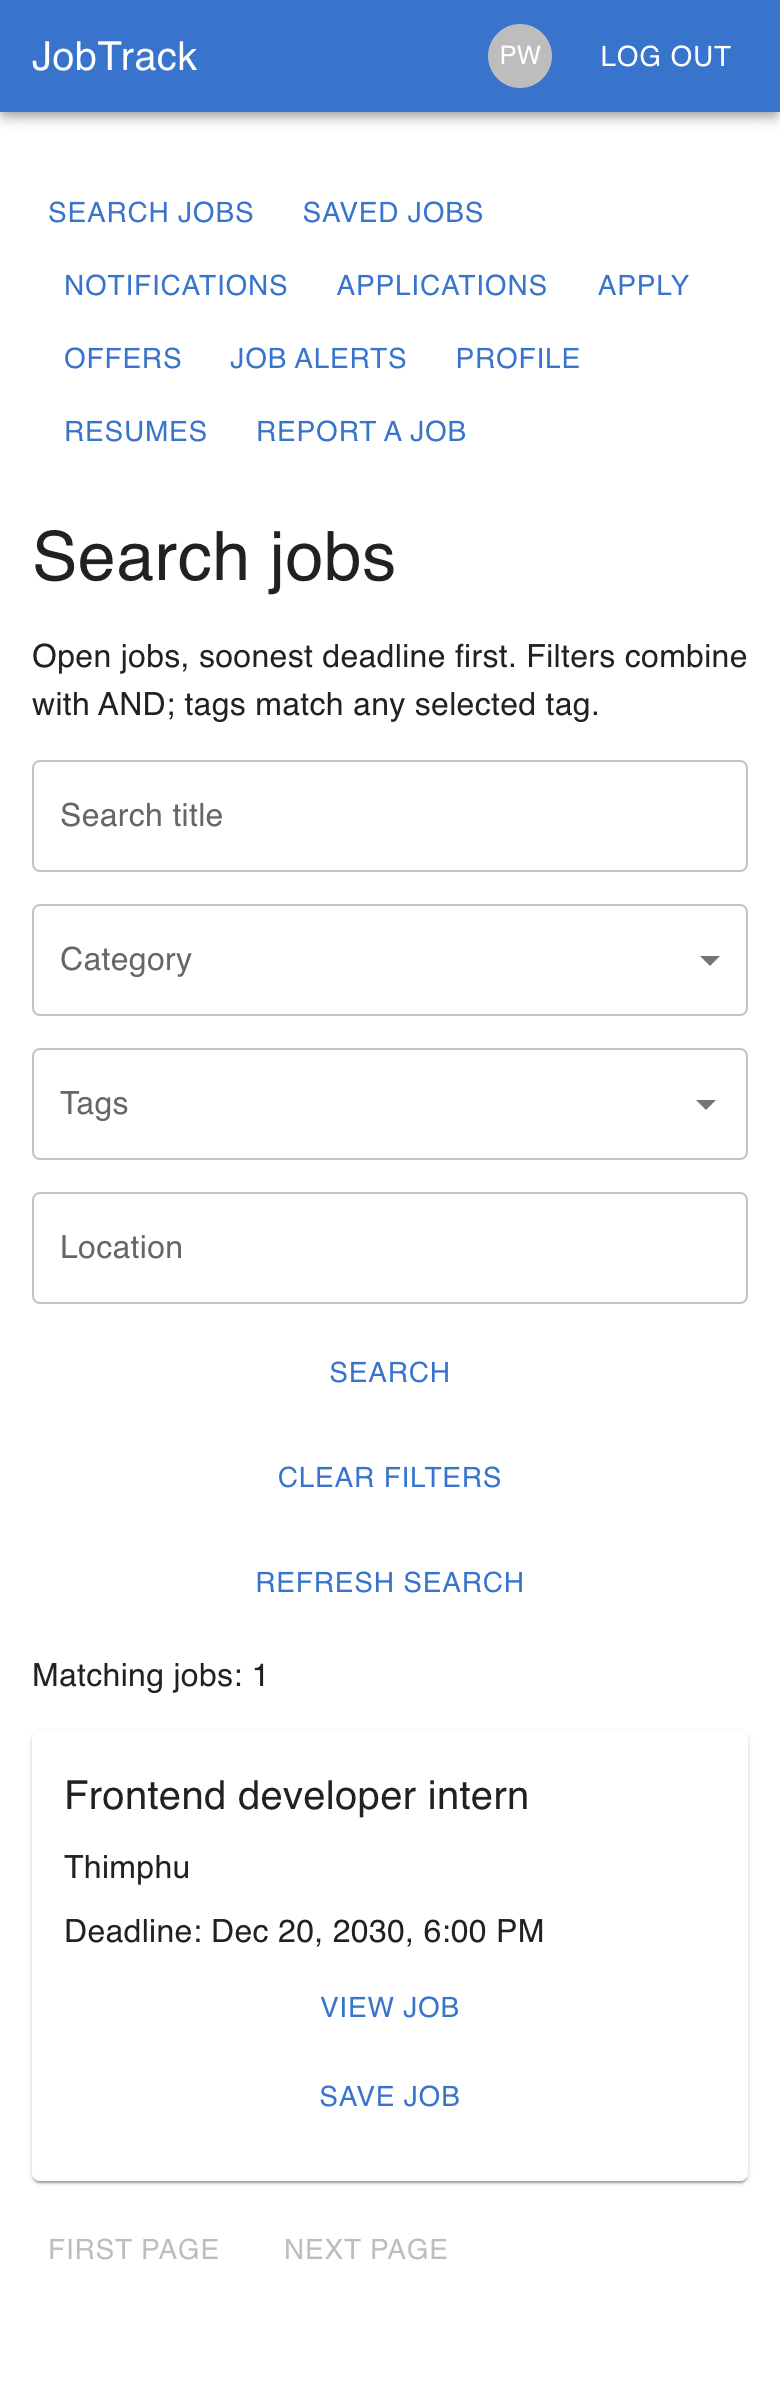 JobTrack PW LOG OUT
SEARCH JOBS SAVED JOBS
NOTIFICATIONS APPLICATIONS APPLY
OFFERS JOB ALERTS PROFILE
RESUMES REPORT A JOB
Search jobs
Open jobs, soonest deadline first. Filters combine
with AND; tags match any selected tag.
Search title
Category
Tags
Location
SEARCH
CLEAR FILTERS
REFRESH SEARCH
Matching jobs: 1
Frontend developer intern
Thimphu
Deadline: Dec 20, 2030, 6:00 PM
VIEW JOB
SAVE JOB
FIRST PAGE NEXT PAGE